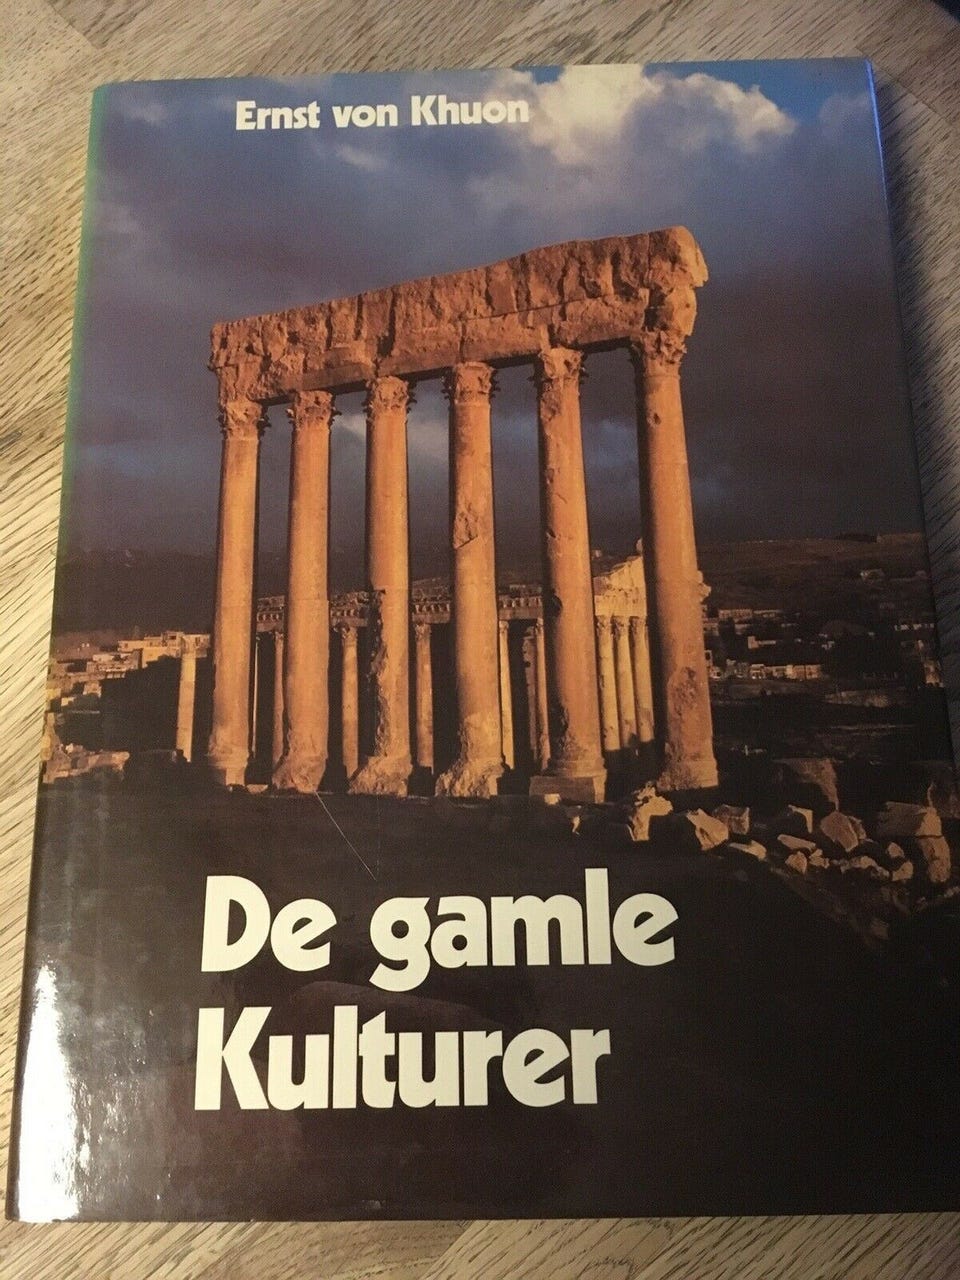 Ernst von Khuon
De gamle
Kulturer